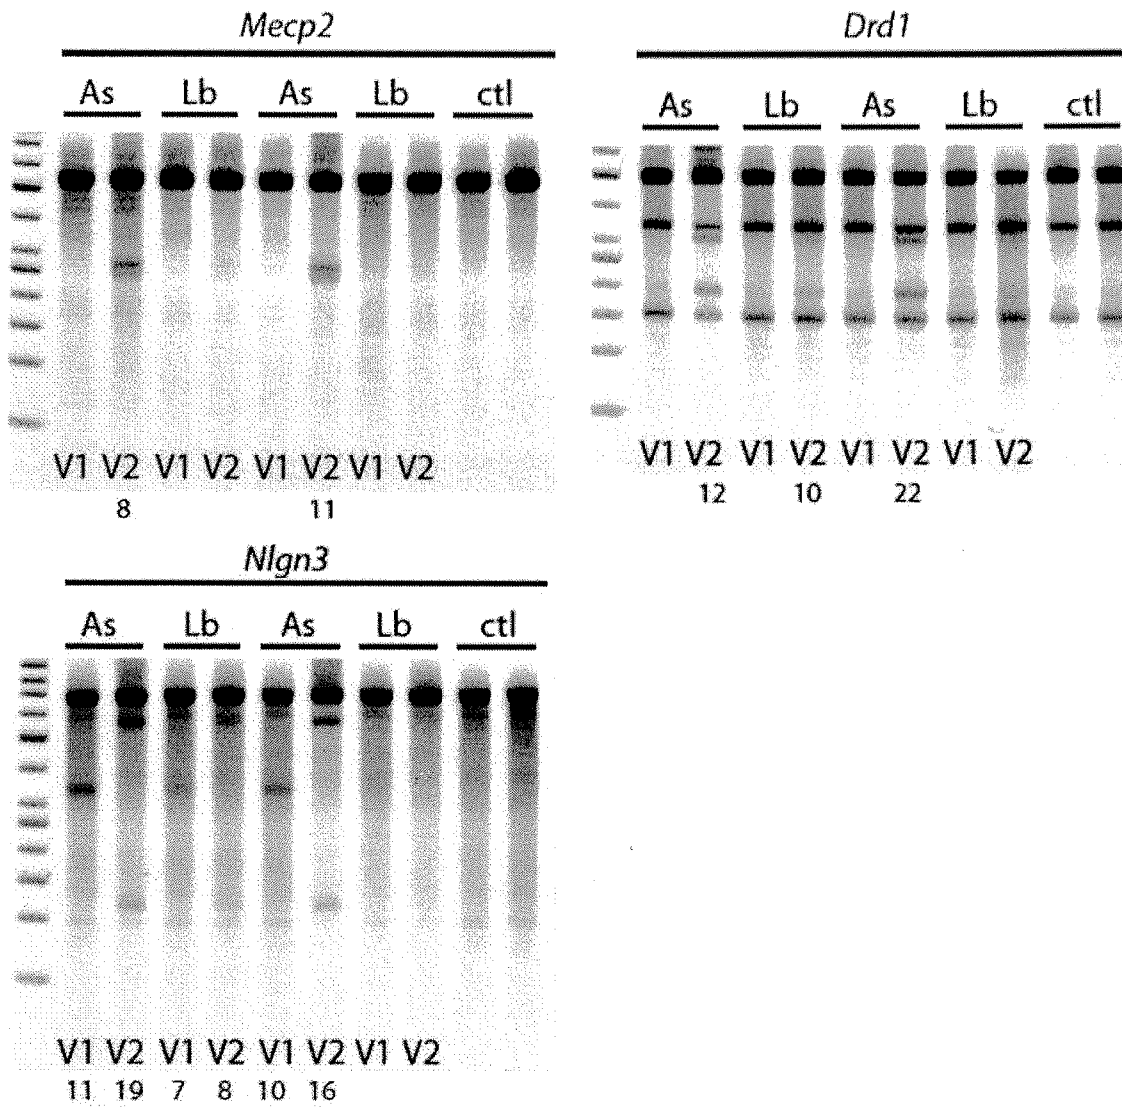 Mecp2
As Lb As Lb ctl
V1 V2 V1 V2 V1 V2 V1 V2
8 11
Drd1
As Lb As Lb ctl
V1 V2 V1 V2 V1 V2 V1 V2
12 10 22
Nlgn3
As Lb As Lb ctl
V1 V2 V1 V2 V1 V2 V1 V2
11 19 7 8 10 16